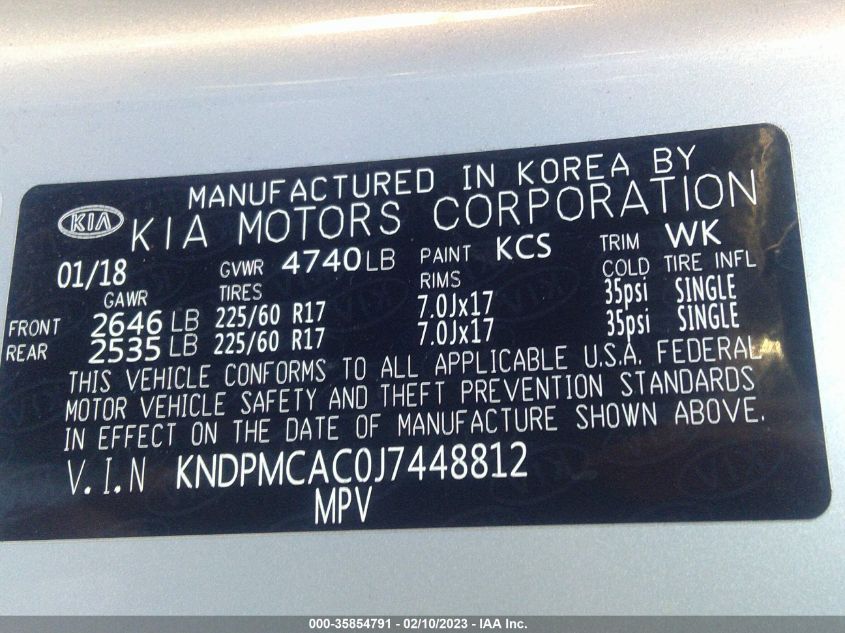 MANUFACTURED IN KOREA BY
KIA KIA MOTORS CORPORATION
01/18 GVWR 4740 LB PAINT KCS TRIM WK
GAWR TIRES RIMS COLD TIRE INFL
FRONT 2646 LB 225/60 R17 7.0Jx17 35psi SINGLE
REAR 2535 LB 225/60 R17 7.0Jx17 35psi SINGLE
THIS VEHICLE CONFORMS TO ALL APPLICABLE U.S.A. FEDERAL
MOTOR VEHICLE SAFETY AND THEFT PREVENTION STANDARDS
IN EFFECT ON THE DATE OF MANUFACTURE SHOWN ABOVE.
V.I.N KNDPMCAC0J7448812
MPV
000-35854791 - 02/10/2023 - IAA Inc.